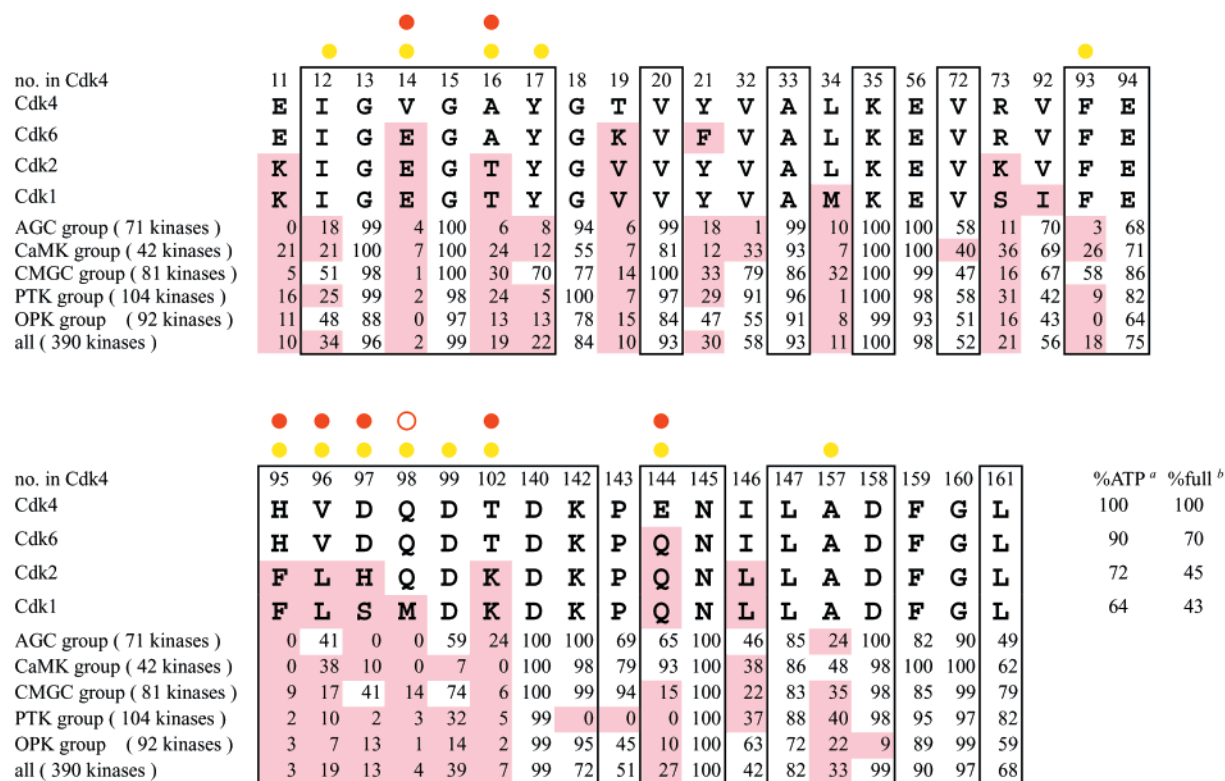 no. in Cdk4 11 12 13 14 15 16 17 18 19 20 21 32 33 34 35 56 72 73 92 93 94
Cdk4 E I G V G A Y G T V Y V A L K E V R V F E
Cdk6 E I G E G A Y G K V F V A L K E V R V F E
Cdk2 K I G E G T Y G V V Y V A L K E V K V F E
Cdk1 K I G E G T Y G V V Y V A M K E V S I F E
AGC group ( 71 kinases ) 0 18 99 4 100 6 8 94 6 99 18 1 99 10 100 100 58 11 70 3 68
CaMK group ( 42 kinases ) 21 21 100 7 100 24 12 55 7 81 12 33 93 7 100 100 40 36 69 26 71
CMGC group ( 81 kinases ) 5 51 98 1 100 30 70 77 14 100 33 79 86 32 100 99 47 16 67 58 86
PTK group ( 104 kinases ) 16 25 99 2 98 24 5 100 7 97 29 91 96 1 100 98 58 31 42 9 82
OPK group ( 92 kinases ) 11 48 88 0 97 13 13 78 15 84 47 55 91 8 99 93 51 16 43 0 64
all ( 390 kinases ) 10 34 96 2 99 19 22 84 10 93 30 58 93 11 100 98 52 21 56 18 75
no. in Cdk4 95 96 97 98 99 102 140 142 143 144 145 146 147 157 158 159 160 161 %ATP a %full b
Cdk4 H V D Q D T D K P E N I L A D F G L 100 100
Cdk6 H V D Q D T D K P Q N I L A D F G L 90 70
Cdk2 F L H Q D K D K P Q N L L A D F G L 72 45
Cdk1 F L S M D K D K P Q N L L A D F G L 64 43
AGC group ( 71 kinases ) 0 41 0 0 59 24 100 100 69 65 100 46 85 24 100 82 90 49
CaMK group ( 42 kinases ) 0 38 10 0 7 0 100 98 79 93 100 38 86 48 98 100 100 62
CMGC group ( 81 kinases ) 9 17 41 14 74 6 100 99 94 15 100 22 83 35 98 85 99 79
PTK group ( 104 kinases ) 2 10 2 3 32 5 99 0 0 0 100 37 88 40 98 95 97 82
OPK group ( 92 kinases ) 3 7 13 1 14 2 99 95 45 10 100 63 72 22 9 89 99 59
all ( 390 kinases ) 3 19 13 4 39 7 99 72 51 27 100 42 82 33 99 90 97 68